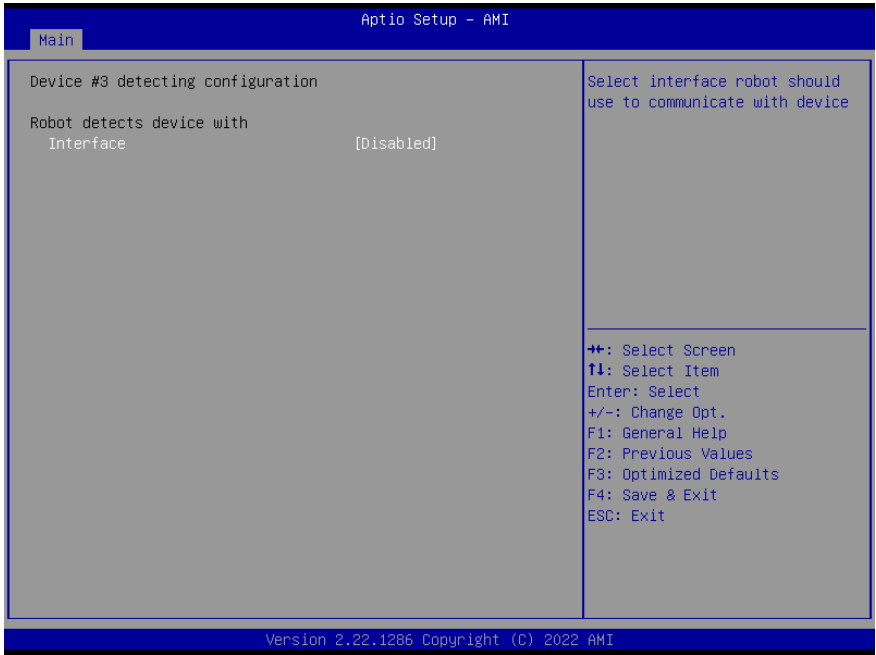 Aptio Setup – AMI
Main
Device #3 detecting configuration
Robot detects device with
Interface [Disabled]
Select interface robot should
use to communicate with device
→←: Select Screen
↑↓: Select Item
Enter: Select
+/-: Change Opt.
F1: General Help
F2: Previous Values
F3: Optimized Defaults
F4: Save & Exit
ESC: Exit
Version 2.22.1286 Copyright (C) 2022 AMI